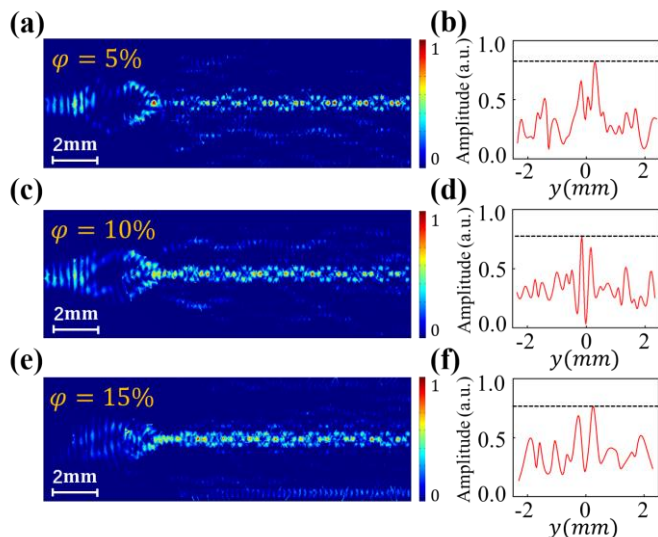 (a)
φ = 5%
2mm
1
0
(b)
Amplitude (a.u.)
1.0
0.5
0.0
-2 0 2
y(mm)
(c)
φ = 10%
2mm
1
0
(d)
Amplitude (a.u.)
1.0
0.5
0.0
-2 0 2
y(mm)
(e)
φ = 15%
2mm
1
0
(f)
Amplitude (a.u.)
1.0
0.5
0.0
-2 0 2
y(mm)